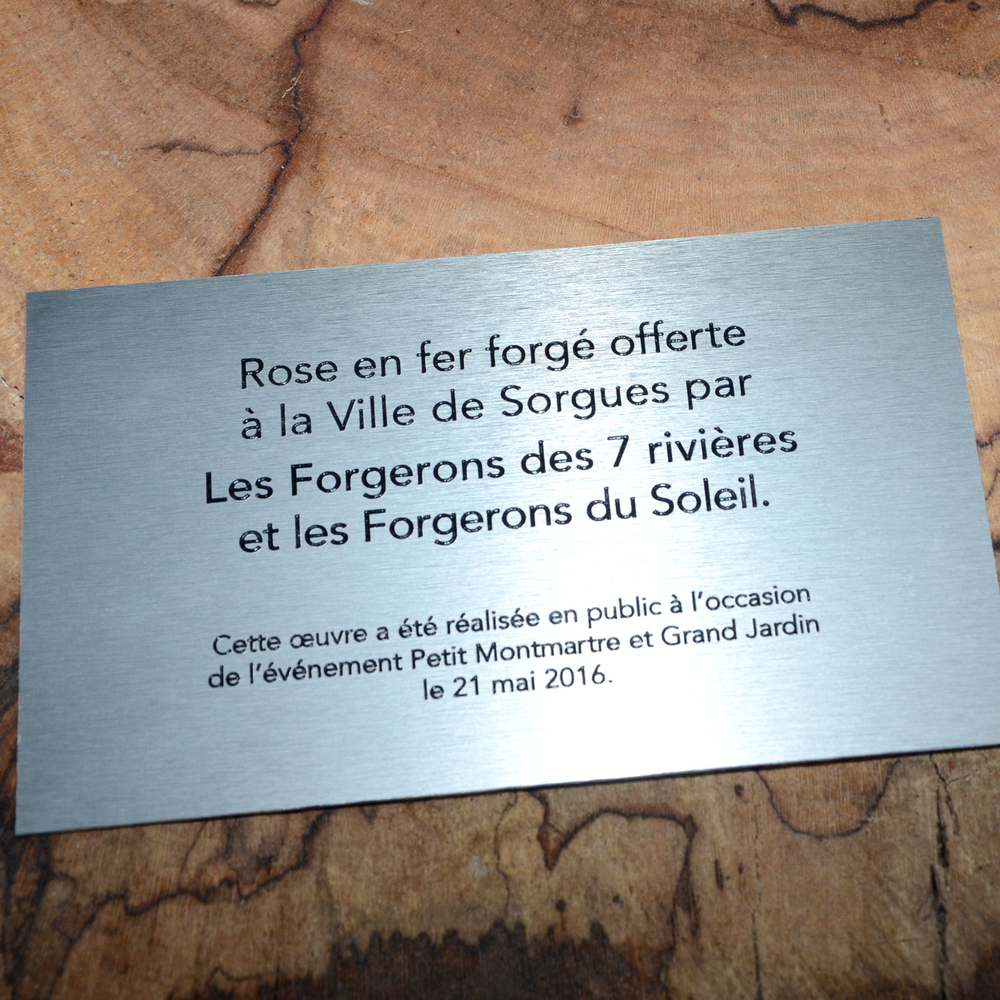 Rose en fer forgé offerte
à la Ville de Sorgues par
Les Forgerons des 7 rivières
et les Forgerons du Soleil.
Cette œuvre a été réalisée en public à l'occasion
de l'événement Petit Montmartre et Grand Jardin
le 21 mai 2016.